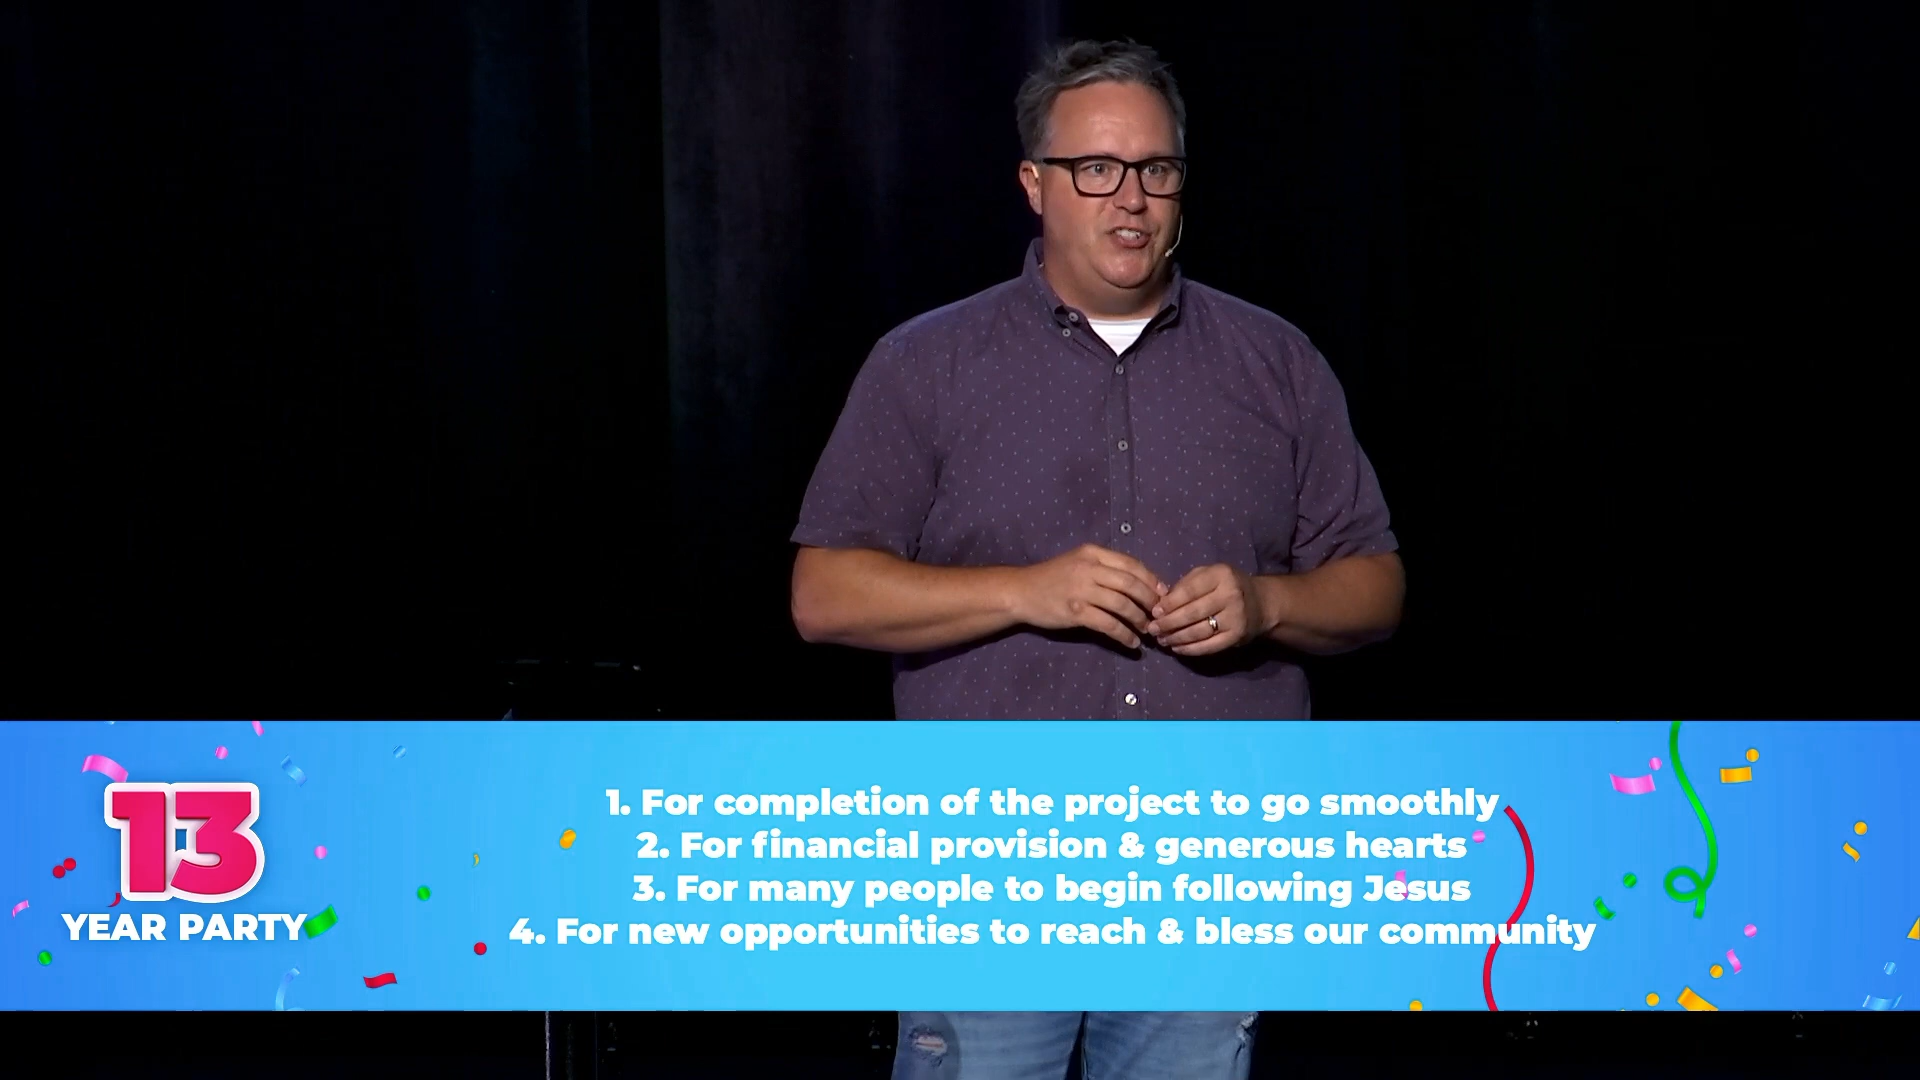 13
YEAR PARTY
1. For completion of the project to go smoothly
2. For financial provision & generous hearts
3. For many people to begin following Jesus
4. For new opportunities to reach & bless our community